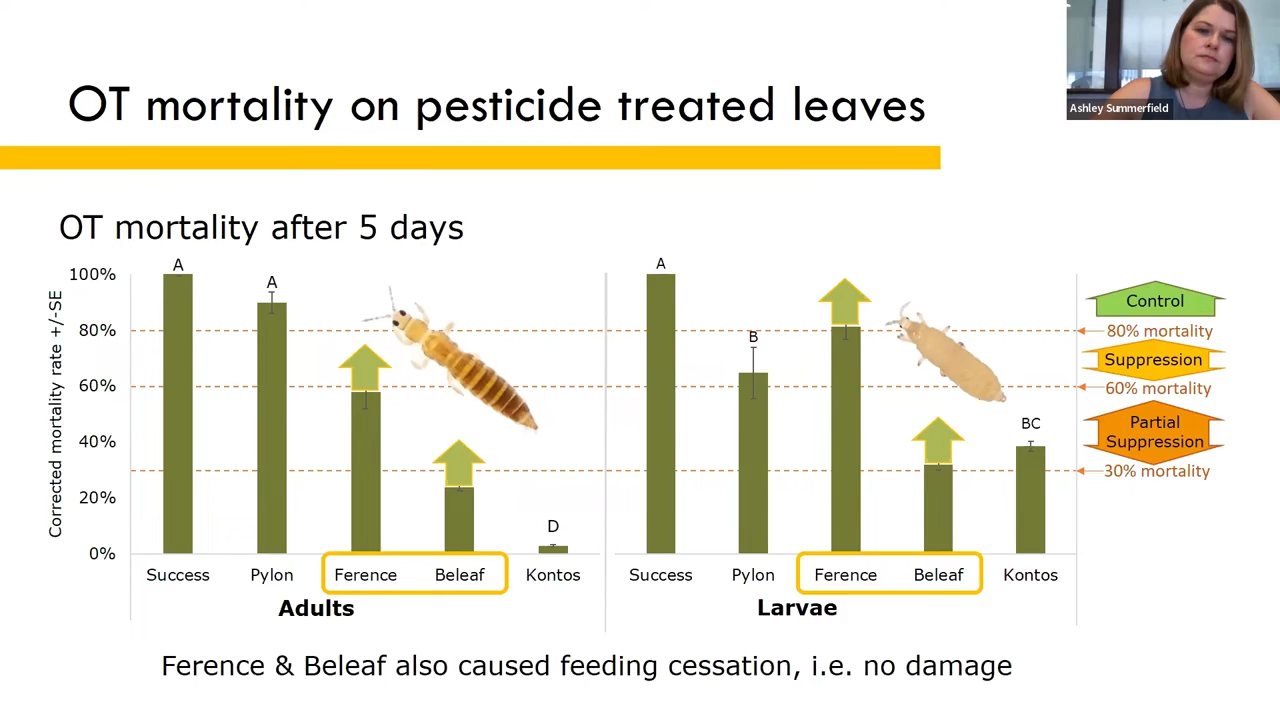 Ashley Summerfield
OT mortality on pesticide treated leaves
OT mortality after 5 days
Corrected mortality rate +/-SE
100%
80%
60%
40%
20%
0%
A
A
D
A
B
BC
Success
Pylon
Ference
Beleaf
Kontos
Adults
Success
Pylon
Ference
Beleaf
Kontos
Larvae
Control
80% mortality
Suppression
60% mortality
Partial
Suppression
30% mortality
Ference & Beleaf also caused feeding cessation, i.e. no damage